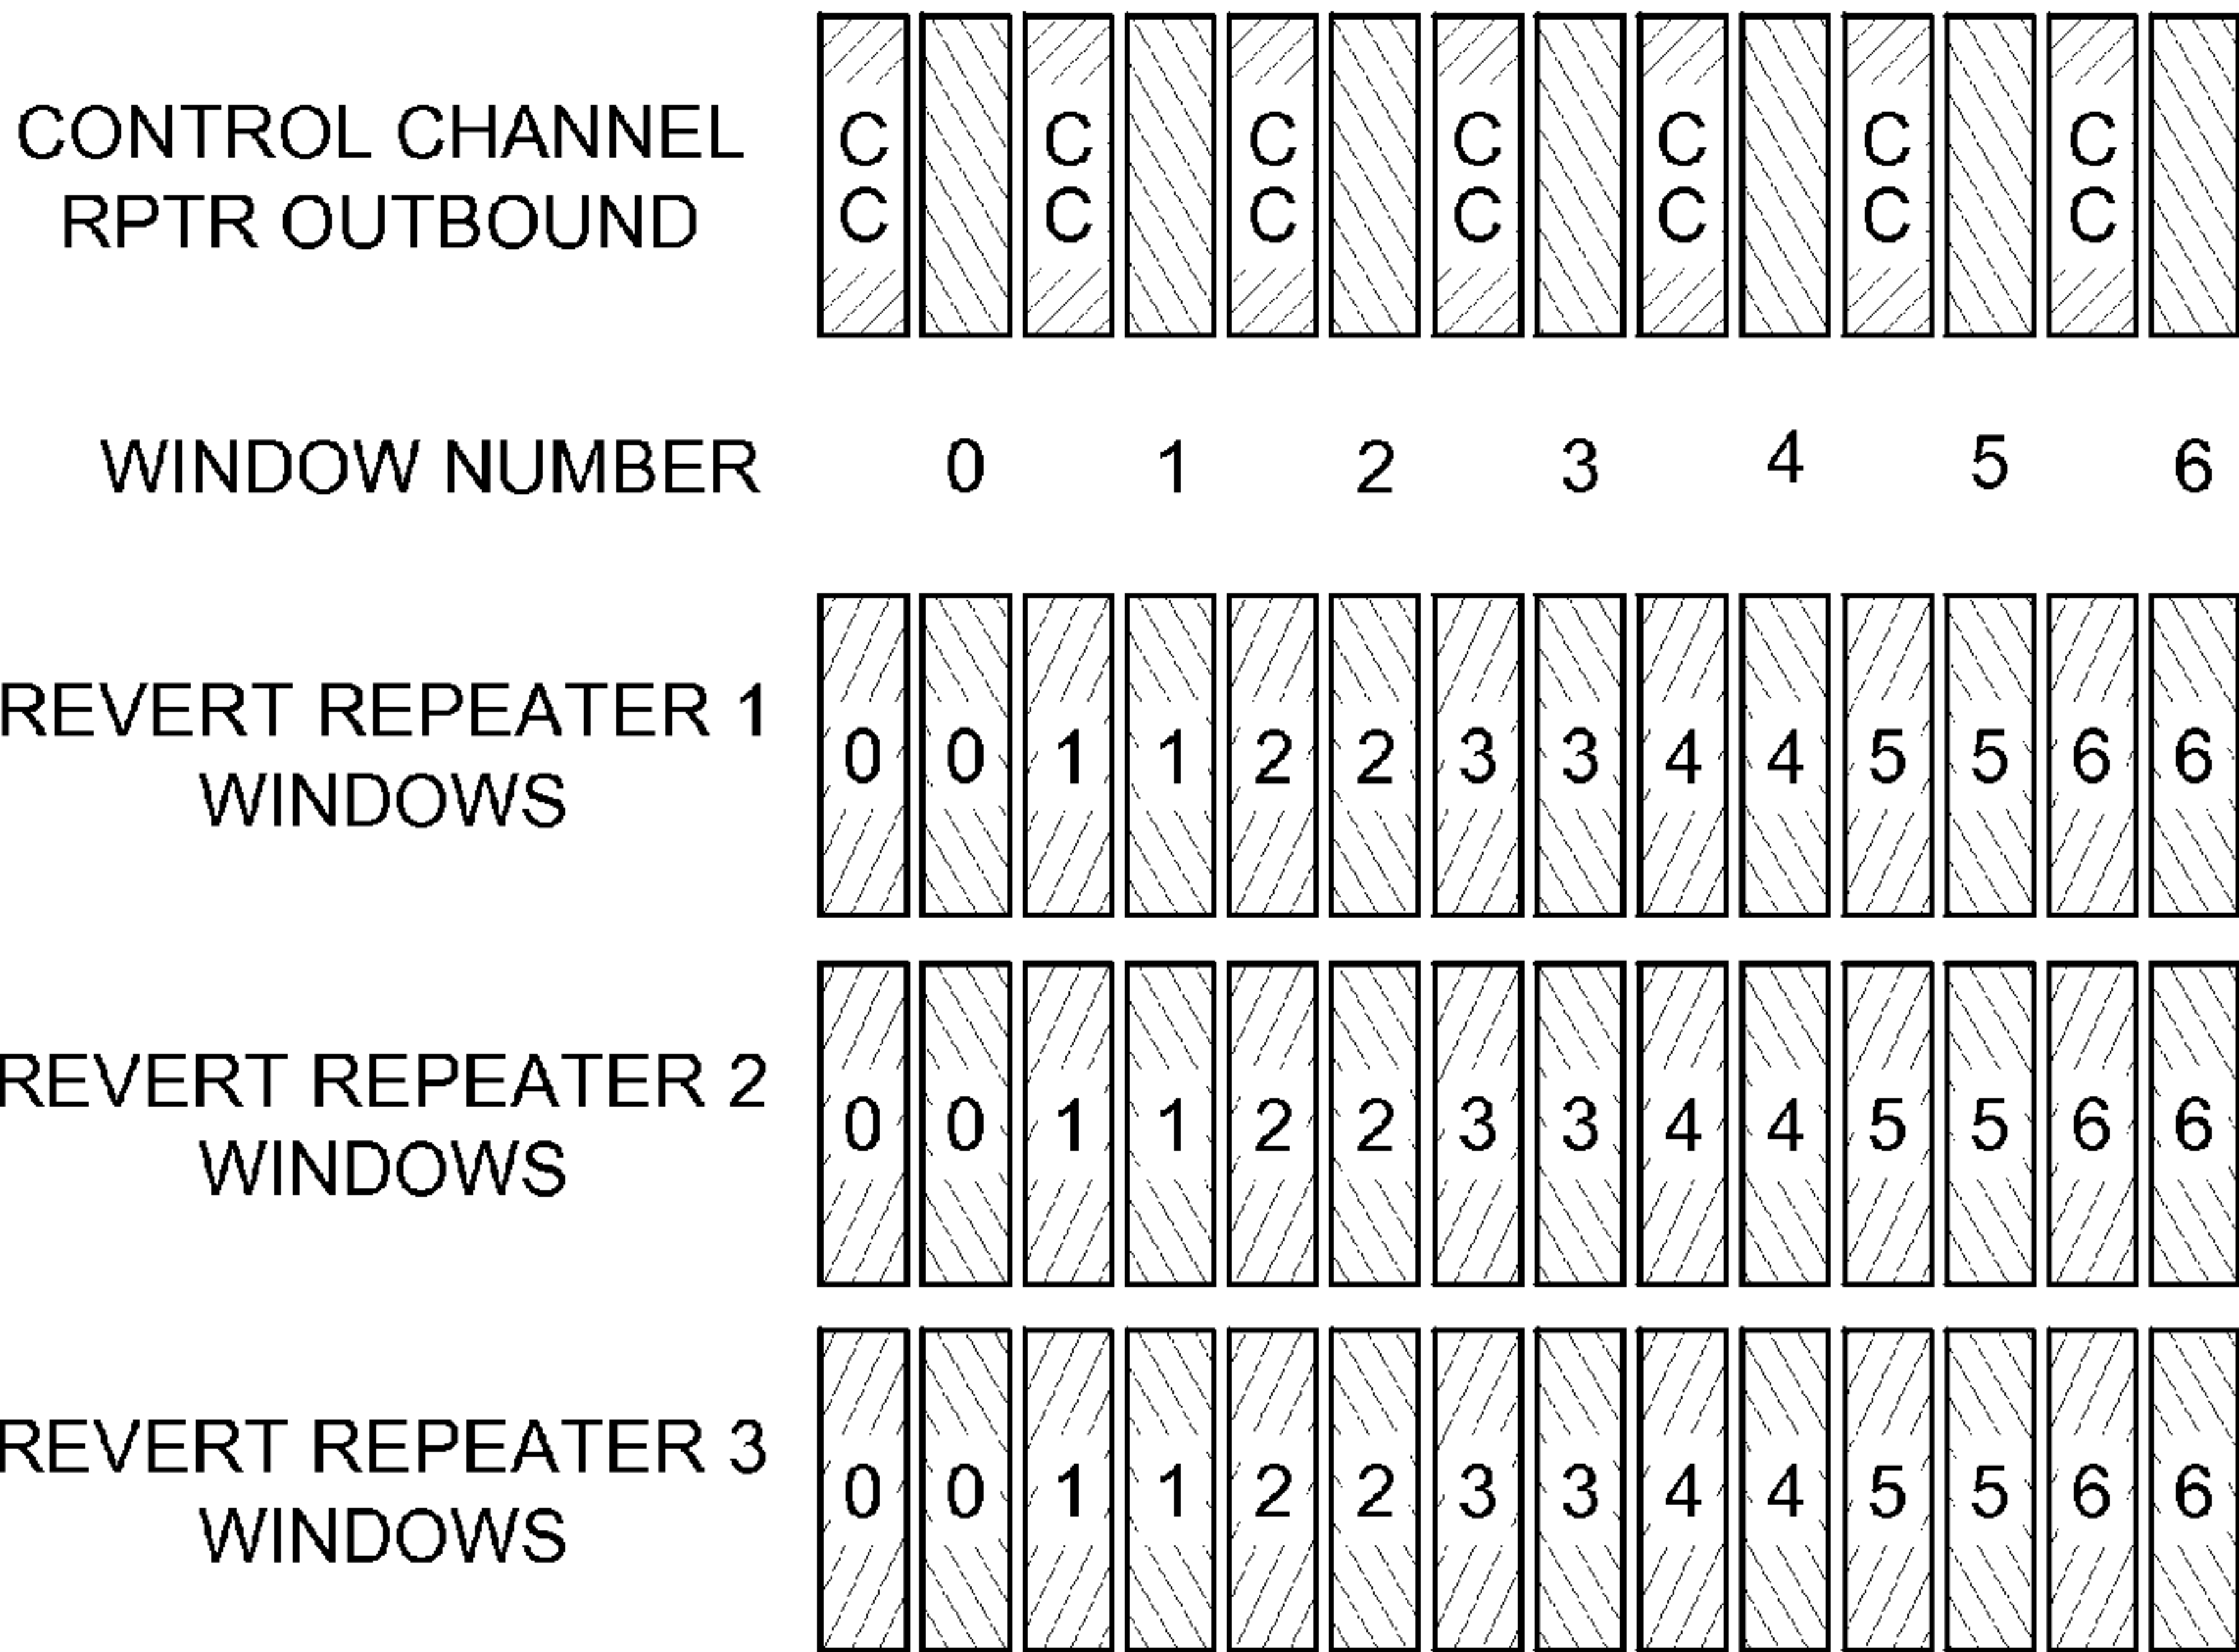 CONTROL CHANNEL
RPTR OUTBOUND
C C C C C C C
C C C C C C C
WINDOW NUMBER 0 1 2 3 4 5 6
REVERT REPEATER 1
WINDOWS
0 0 1 1 2 2 3 3 4 4 5 5 6 6
REVERT REPEATER 2
WINDOWS
0 0 1 1 2 2 3 3 4 4 5 5 6 6
REVERT REPEATER 3
WINDOWS
0 0 1 1 2 2 3 3 4 4 5 5 6 6